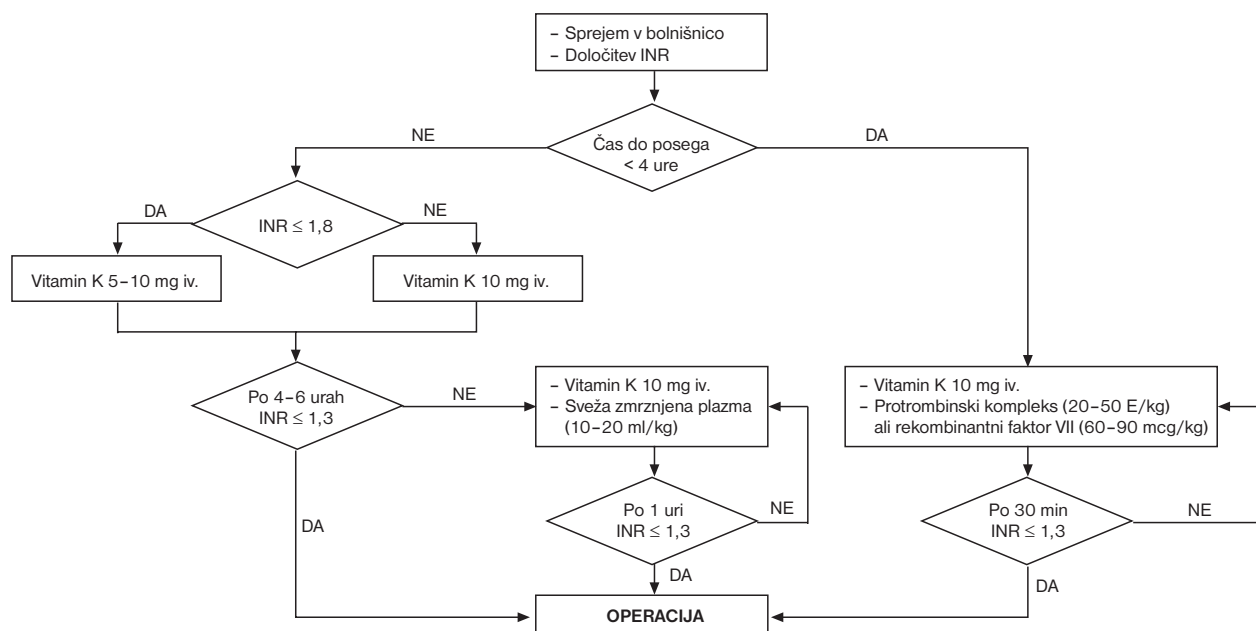 – Sprejem v bolnišnico
– Določitev INR
NE
Čas do posega
< 4 ure
DA
DA
INR ≤ 1,8
NE
Vitamin K 5–10 mg iv.
Vitamin K 10 mg iv.
Po 4–6 urah
INR ≤ 1,3
NE
– Vitamin K 10 mg iv.
– Sveža zmrznjena plazma
(10–20 ml/kg)
– Vitamin K 10 mg iv.
– Protrombinski kompleks (20–50 E/kg)
ali rekombinantni faktor VII (60–90 mcg/kg)
DA
Po 1 uri
INR ≤ 1,3
NE
Po 30 min
INR ≤ 1,3
NE
DA
DA
OPERACIJA